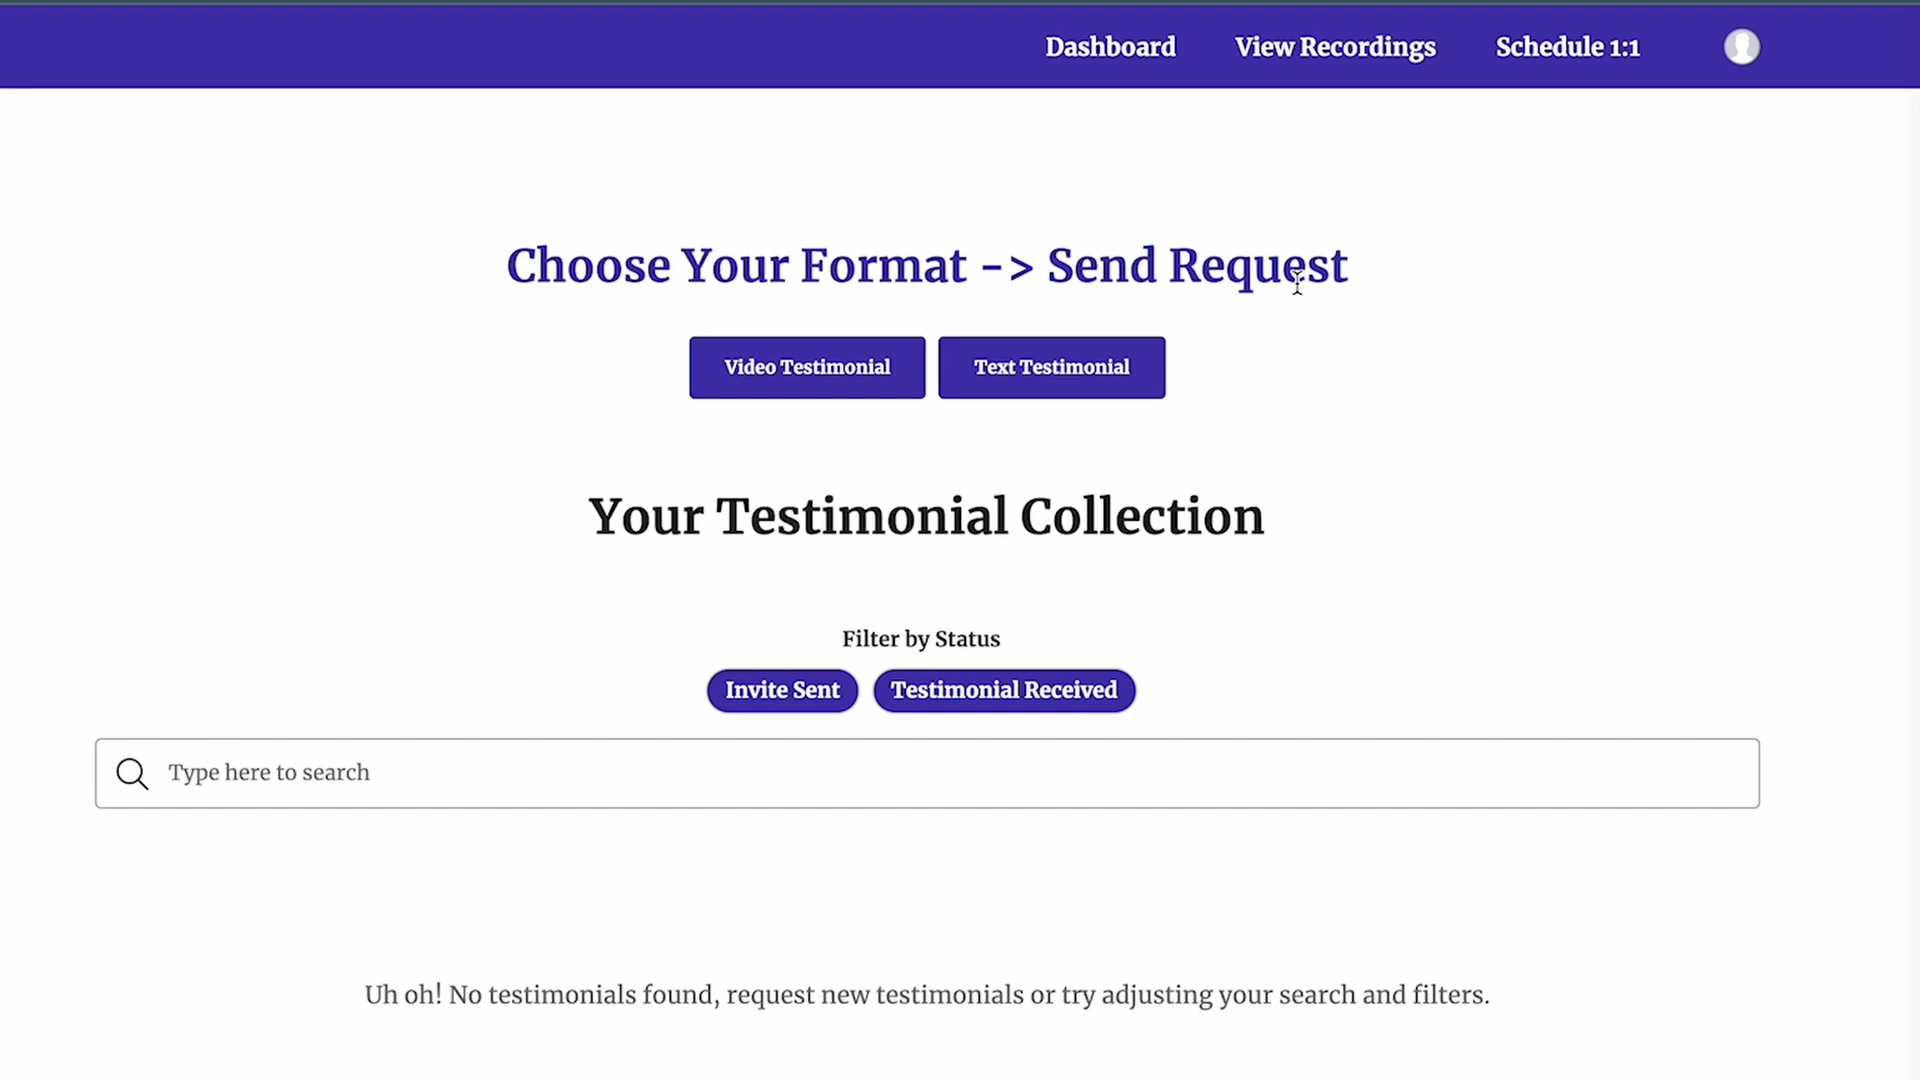 Dashboard View Recordings Schedule 1:1
Choose Your Format -> Send Request
Video Testimonial Text Testimonial
Your Testimonial Collection
Filter by Status
Invite Sent Testimonial Received
Type here to search
Uh oh! No testimonials found, request new testimonials or try adjusting your search and filters.